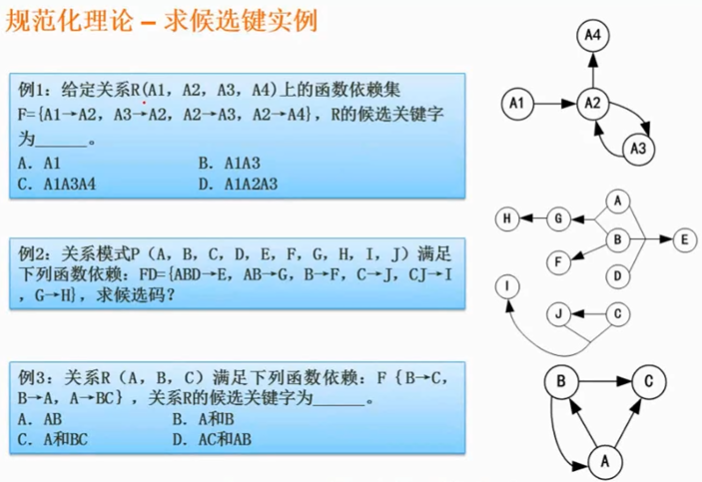 规范化理论 – 求候选键实例
例1：给定关系R(A1，A2，A3，A4)上的函数依赖集
F={A1→A2，A3→A2，A2→A3，A2→A4}，R的候选关键字
为_____。
A. A1 B. A1A3
C. A1A3A4 D. A1A2A3
A4
A1
A2
A3
例2：关系模式P（A，B，C，D，E，F，G，H，I，J）满足
下列函数依赖：FD={ABD→E，AB→G，B→F，C→J，CJ→I
，G→H}，求候选码？
A
H
G
B
E
F
D
I
J
C
例3：关系R（A，B，C）满足下列函数依赖：F｛B→C，
B→A，A→BC｝，关系R的候选关键字为_____。
A. AB B. A和B
C. A和BC D. AC和AB
B
C
A